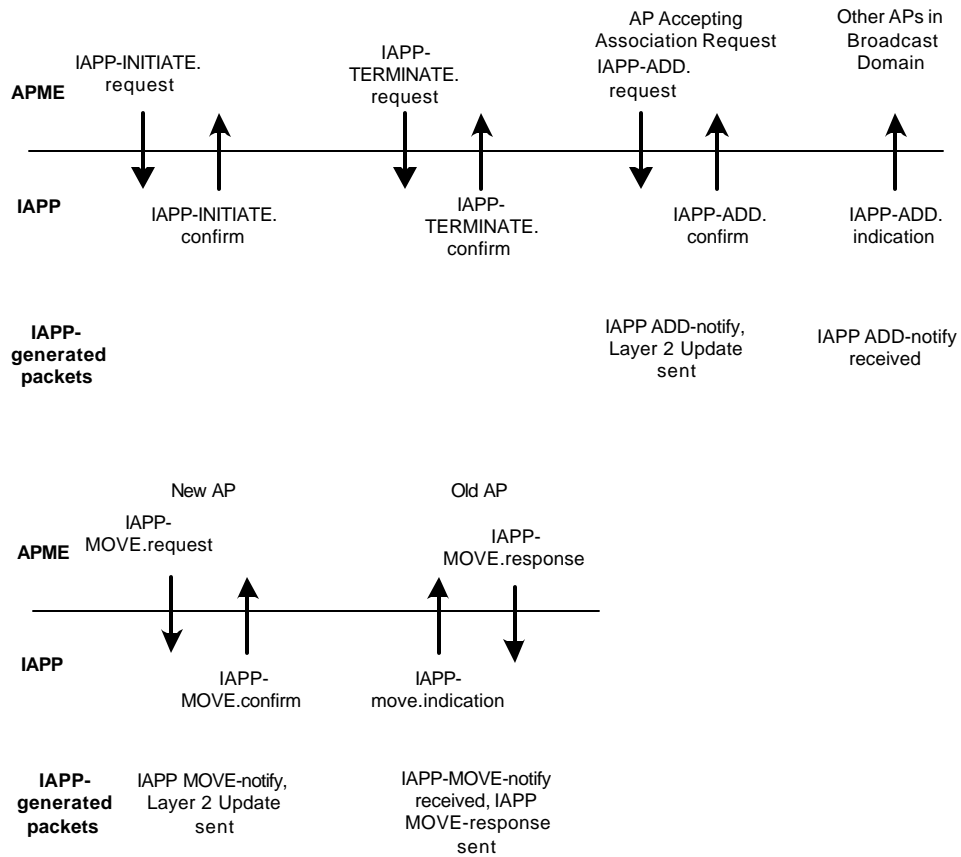 AP Accepting
Association Request
Other APs in
Broadcast
Domain
APME
IAPP-INITIATE.
request
IAPP-
TERMINATE.
request
IAPP-ADD.
request
IAPP
IAPP-INITIATE.
confirm
IAPP-
TERMINATE.
confirm
IAPP-ADD.
confirm
IAPP-ADD.
indication
IAPP-
generated
packets
IAPP ADD-notify,
Layer 2 Update
sent
IAPP ADD-notify
received
New AP
Old AP
APME
IAPP-
MOVE.request
IAPP-
MOVE.response
IAPP
IAPP-
MOVE.confirm
IAPP-
move.indication
IAPP-
generated
packets
IAPP MOVE-notify,
Layer 2 Update
sent
IAPP-MOVE-notify
received, IAPP
MOVE-response
sent